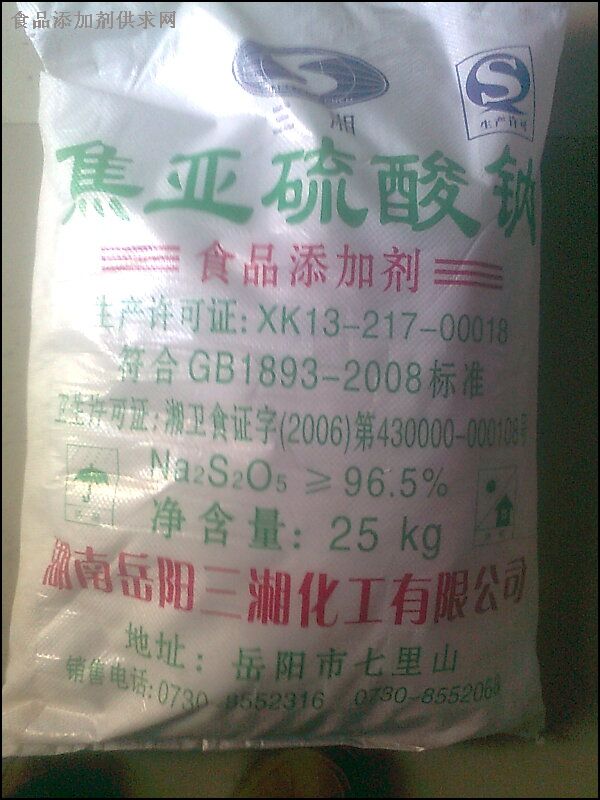 食品添加剂供求网
湘
生产许可
焦亚硫酸钠
食品添加剂
生产许可证:XK13-217-00018
符合GB1893-2008标准
卫生许可证:湘卫食证字(2006)第430000-000108号
Na₂S₂O₅ ≥ 96.5%
净含量: 25 kg
湖南岳阳三湘化工有限公司
地址: 岳阳市七里山
销售电话:0730-8552316 0730-8552068